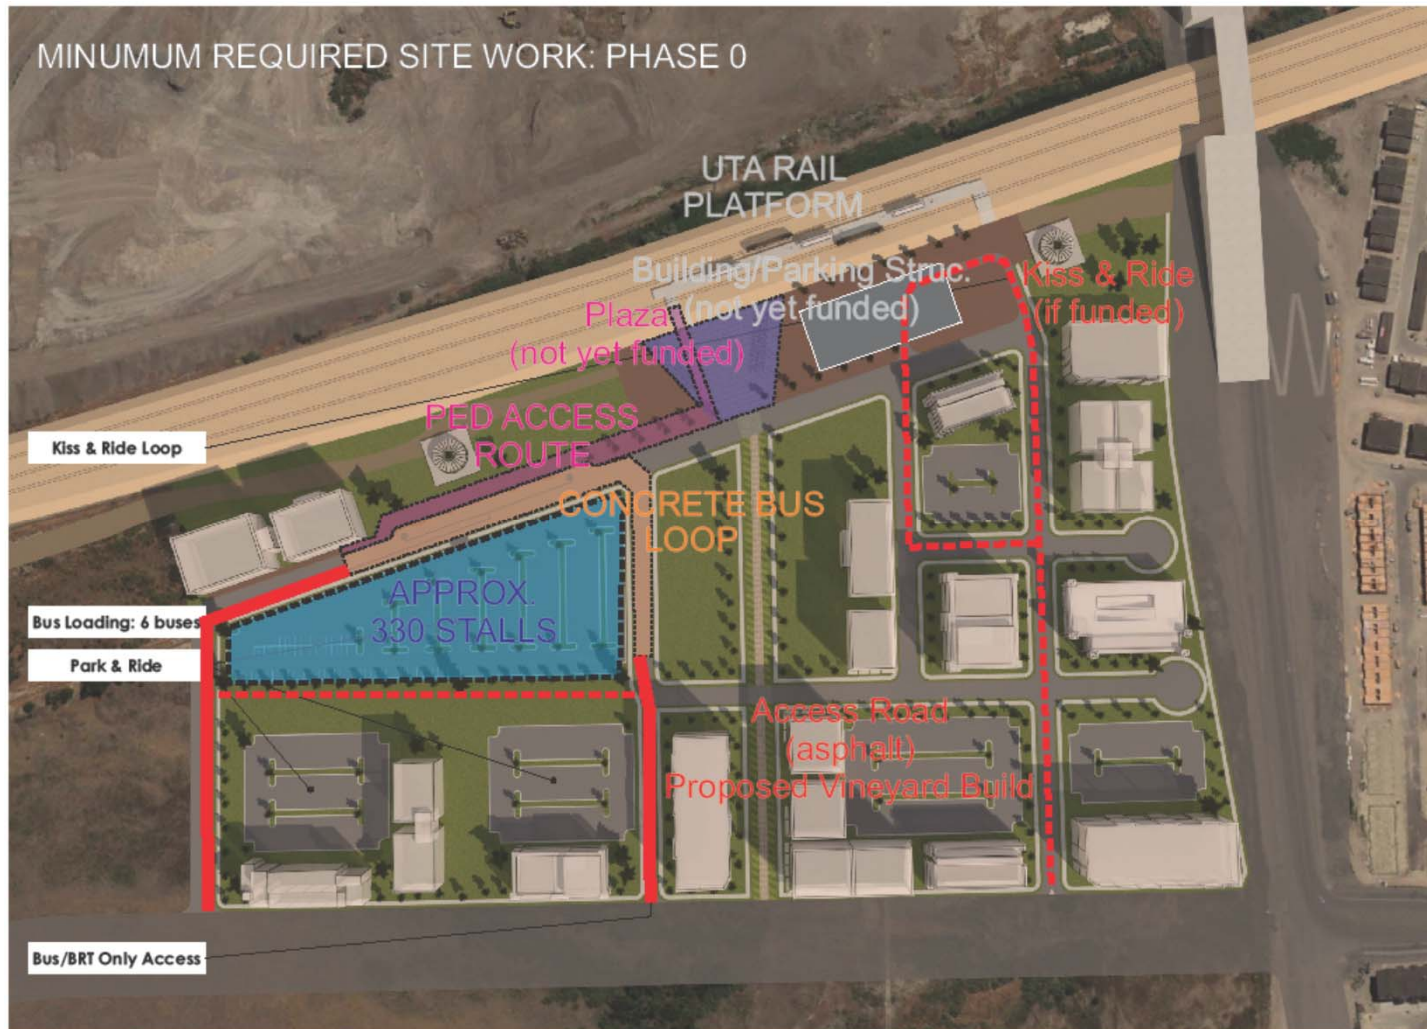 MINUMUM REQUIRED SITE WORK: PHASE 0
UTA RAIL
PLATFORM
Building/Parking Struc.
(not yet funded)
Kiss & Ride
(if funded)
Plaza
(not yet funded)
PED ACCESS
ROUTE
Kiss & Ride Loop
CONCRETE BUS
LOOP
APPROX.
330 STALLS
Bus Loading: 6 buses
Park & Ride
Access Road
(asphalt)
Proposed Vineyard Build
Bus/BRT Only Access